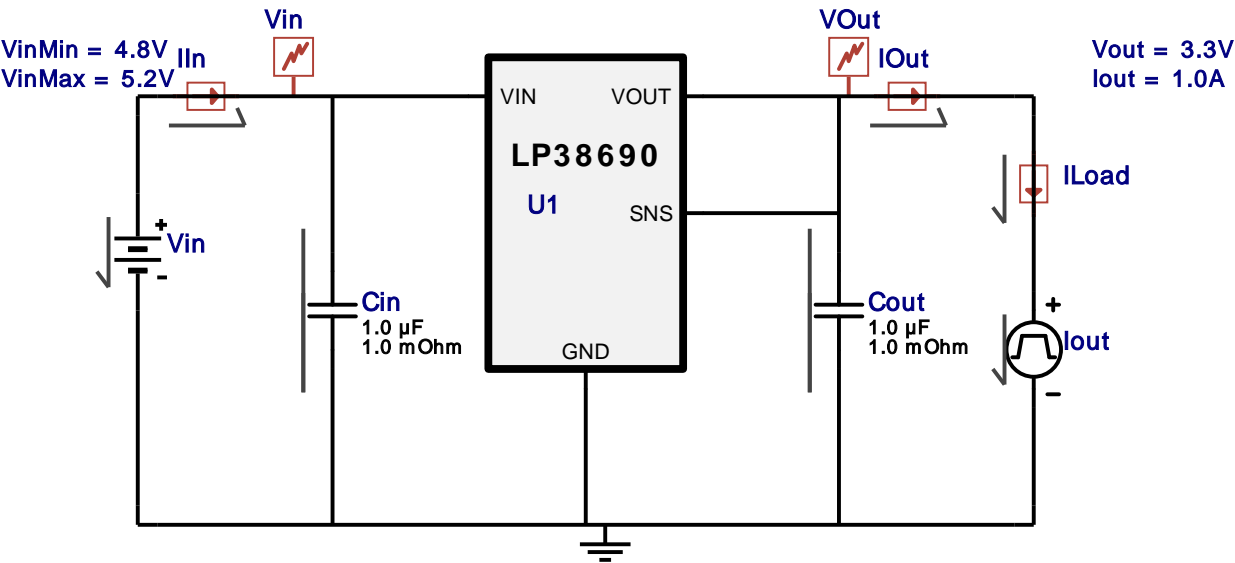 Vin
VOut
VinMin = 4.8V
IIn
IOut
Vout = 3.3V
VinMax = 5.2V
Iout = 1.0A
VIN
VOUT
LP38690
ILoad
U1
SNS
+
Vin
-
Cin
1.0 µF
1.0 mOhm
Cout
1.0 µF
1.0 mOhm
+
Iout
-
GND